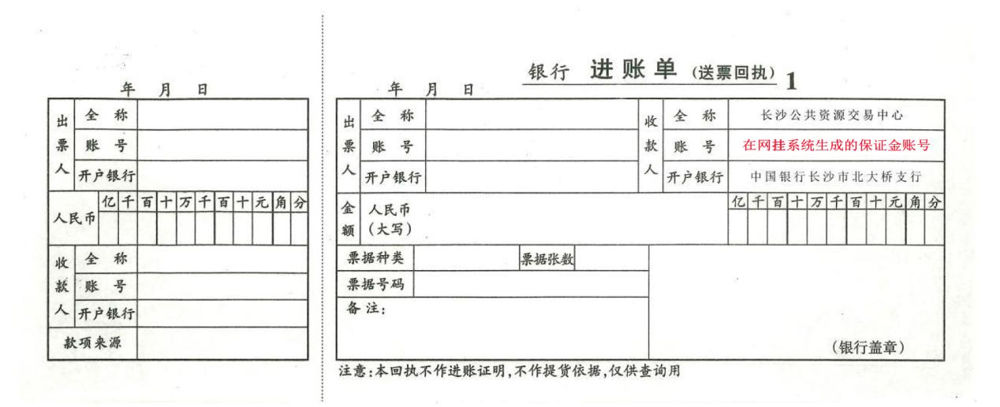 年 月 日
出票人 全称
账号
开户银行
人民币 亿 千 百 十 万 千 百 十 元 角 分
收款人 全称
账号
开户银行
款项来源
银行 进账单 (送票回执) 1
年 月 日
出票人 全称 收款人 全称 长沙公共资源交易中心
账号 账号 在网挂系统生成的保证金账号
开户银行 开户银行 中国银行长沙市北大桥支行
金额 人民币(大写) 亿 千 百 十 万 千 百 十 元 角 分
票据种类 票据张数
票据号码
备注:
(银行盖章)
注意:本回执不作进账证明,不作提货依据,仅供查询用